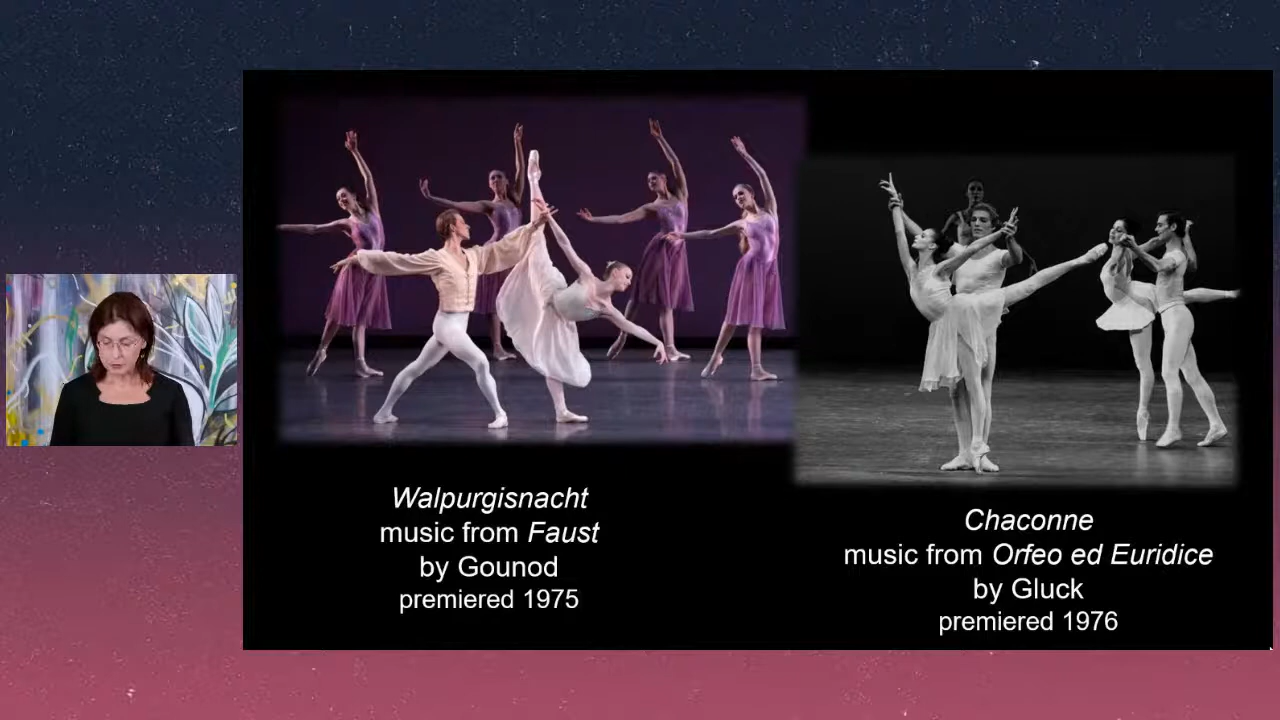 Walpurgisnacht
music from Faust
by Gounod
premiered 1975
Chaconne
music from Orfeo ed Euridice
by Gluck
premiered 1976